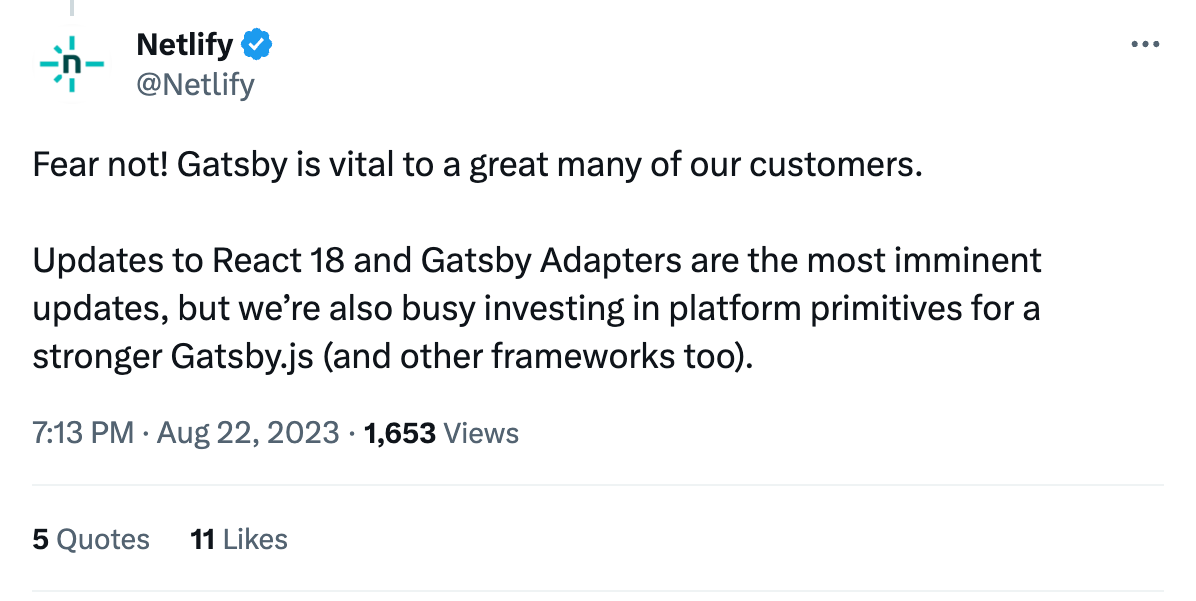 n
Netlify
@Netlify
Fear not! Gatsby is vital to a great many of our customers.
Updates to React 18 and Gatsby Adapters are the most imminent
updates, but we’re also busy investing in platform primitives for a
stronger Gatsby.js (and other frameworks too).
7:13 PM · Aug 22, 2023 · 1,653 Views
5 Quotes 11 Likes